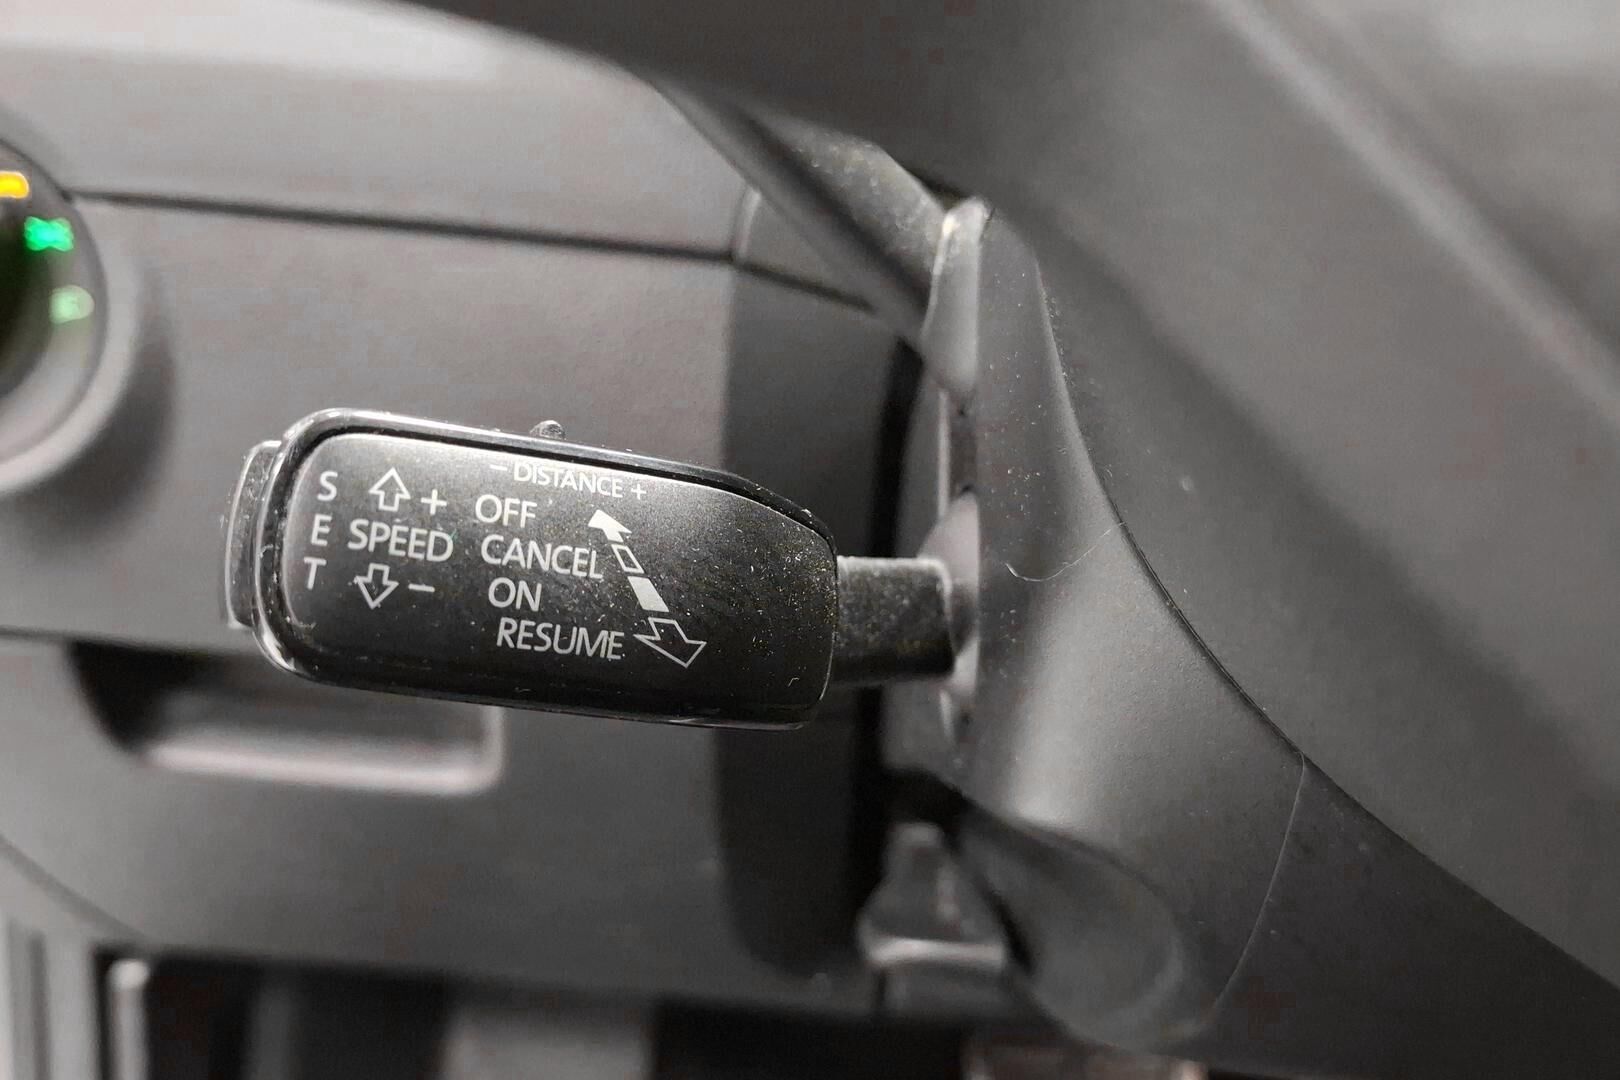 - DISTANCE +
S + OFF
E SPEED CANCEL
T - ON
RESUME